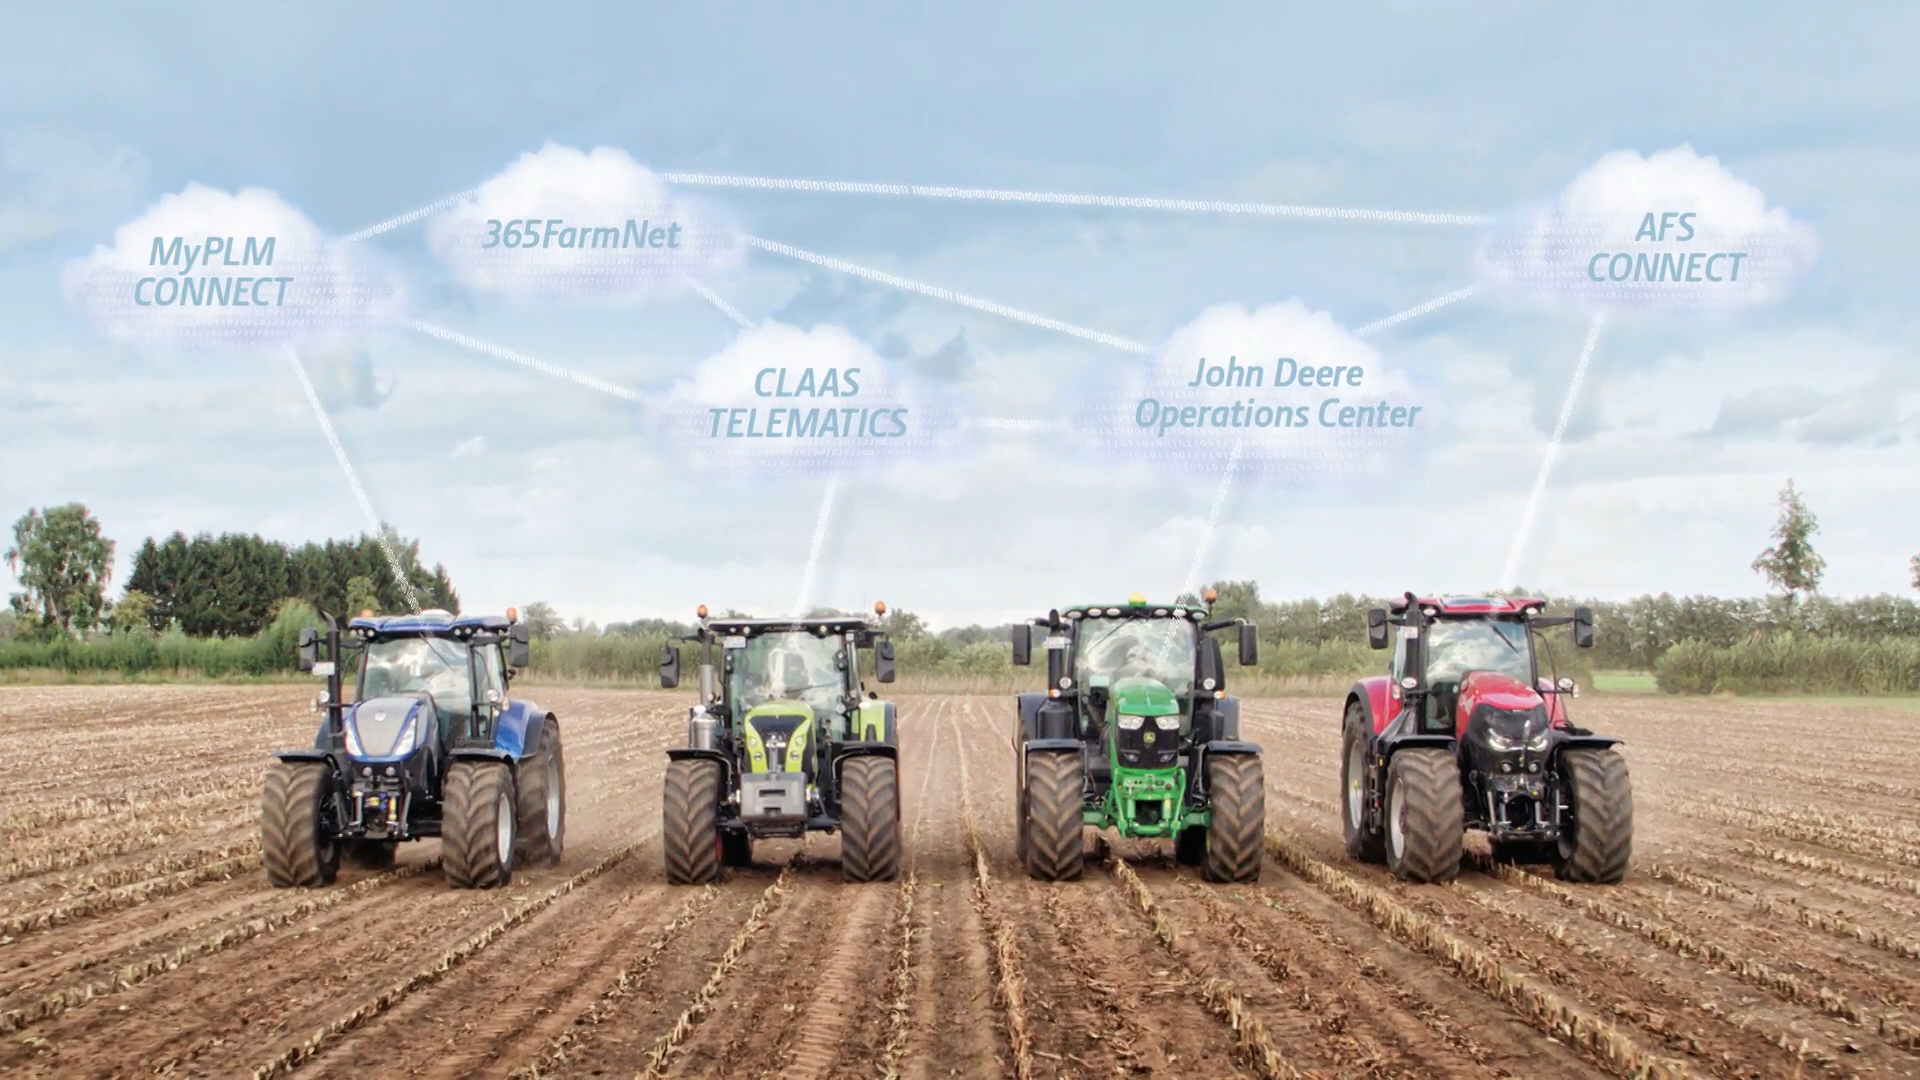 MyPLM
CONNECT
365FarmNet
CLAAS
TELEMATICS
John Deere
Operations Center
AFS
CONNECT